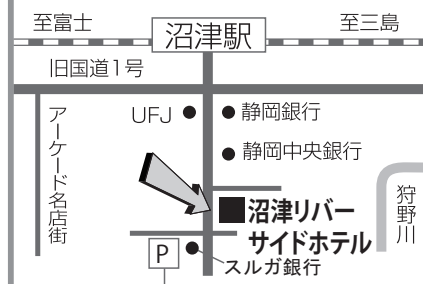 至富士
沼津駅
至三島
旧国道1号
アーケード名店街
UFJ
静岡銀行
静岡中央銀行
沼津リバー
サイドホテル
狩野川
P
スルガ銀行